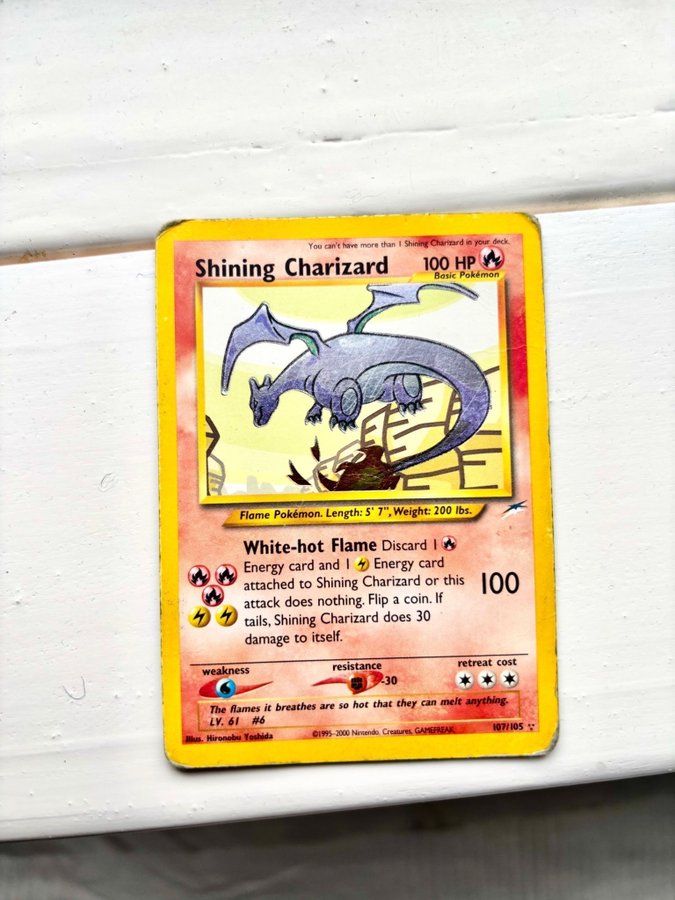 You can't have more than 1 Shining Charizard in your deck.
Shining Charizard 100 HP
Basic Pokémon
Flame Pokémon. Length: 5' 7", Weight: 200 lbs.
White-hot Flame Discard 1
Energy card and 1 Energy card
attached to Shining Charizard or this
attack does nothing. Flip a coin. If
tails, Shining Charizard does 30
damage to itself.
100
weakness resistance retreat cost
-30
The flames it breathes are so hot that they can melt anything.
LV. 61 #6
Illus. Hironobu Yoshida ©1995-2000 Nintendo, Creatures, GAMEFREAK. 107/105